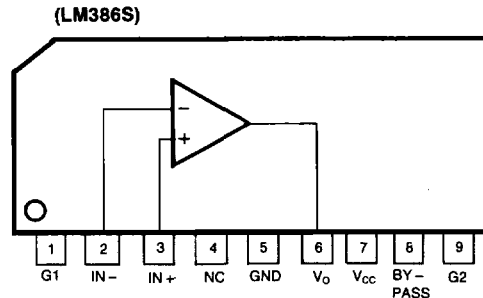 (LM386S)
−
+
1 2 3 4 5 6 7 8 9
G1 IN− IN+ NC GND VO VCC BY− G2
PASS